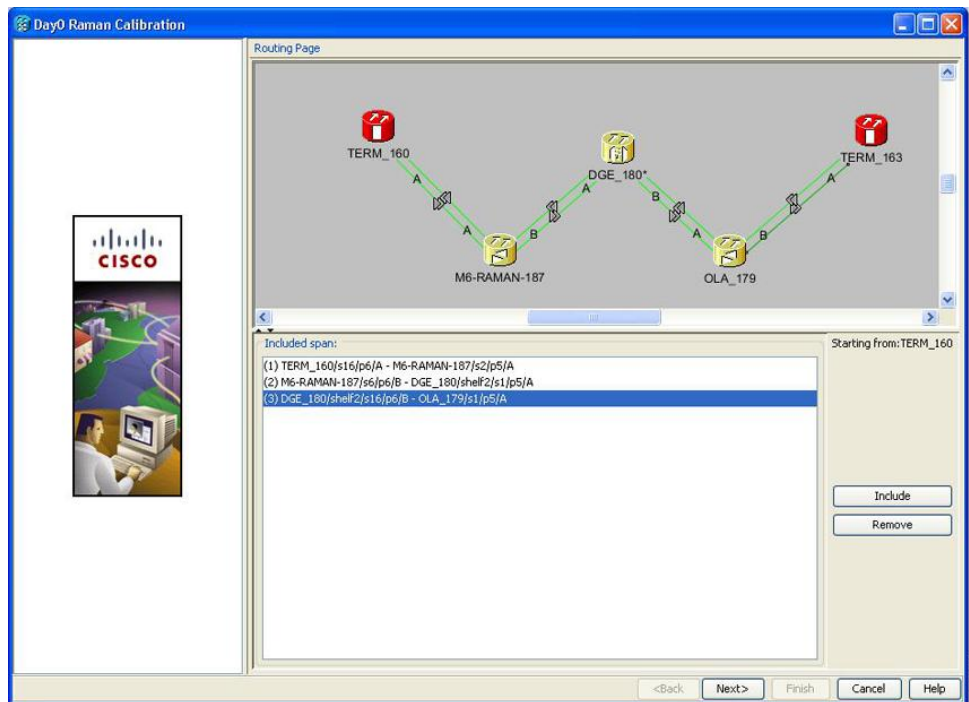 Day0 Raman Calibration
Routing Page
CISCO
TERM_160
DGE_180*
TERM_163
A
A
A
B
A
B
A
B
M6-RAMAN-187
OLA_179
Included span:
Starting from:TERM_160
(1) TERM_160/s16/p6/A - M6-RAMAN-187/s2/p5/A
(2) M6-RAMAN-187/s6/p6/B - DGE_180/shelf2/s1/p5/A
(3) DGE_180/shelf2/s16/p6/B - OLA_179/s1/p5/A
Include
Remove
<Back
Next>
Finish
Cancel
Help